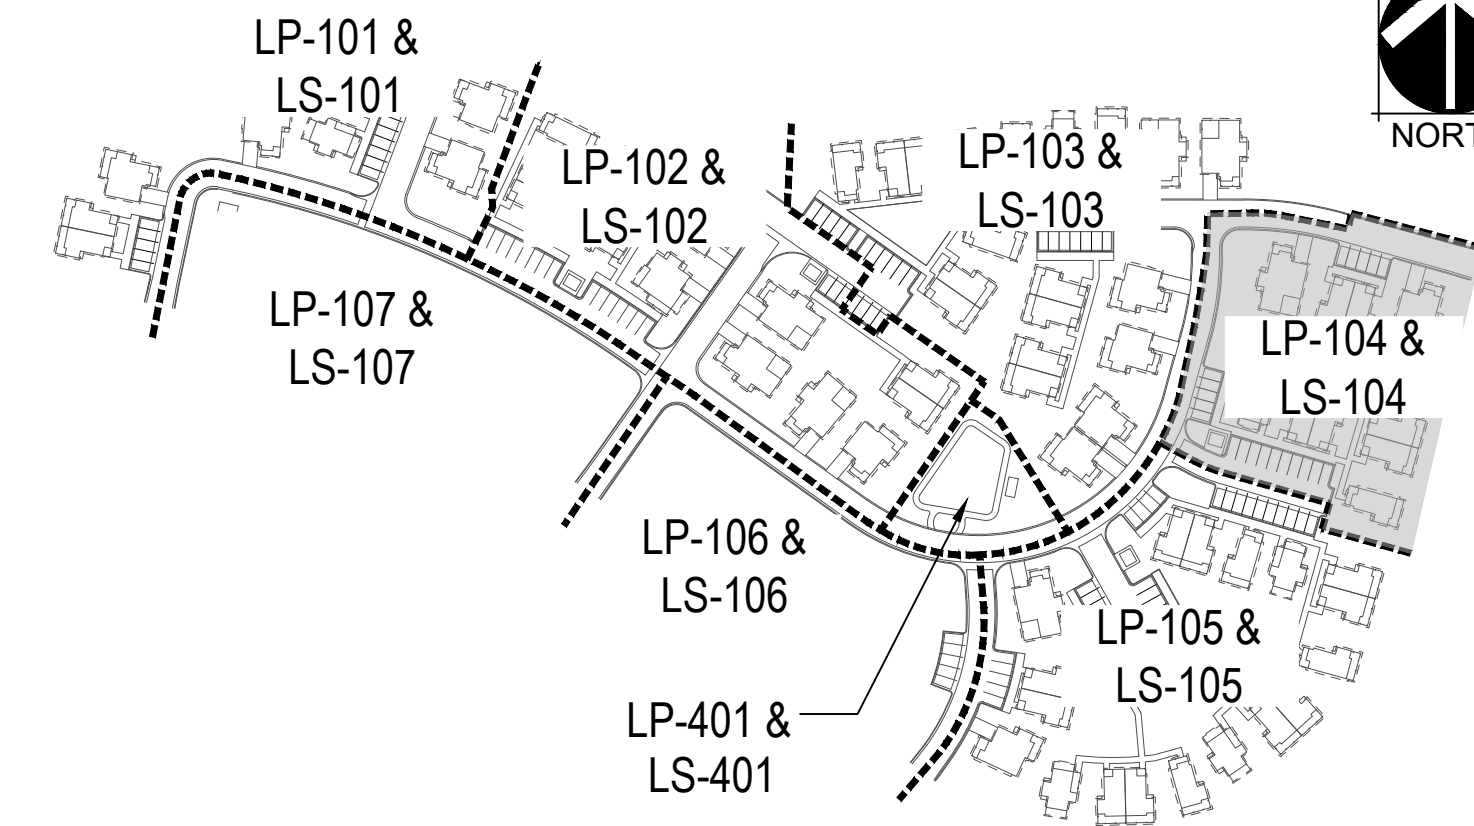 LP-101 &
LS-101
NORT
LP-102 &
LS-102
LP-103 &
LS-103
LP-107 &
LS-107
LP-104 &
LS-104
LP-106 &
LS-106
LP-105 &
LS-105
LP-401 &
LS-401